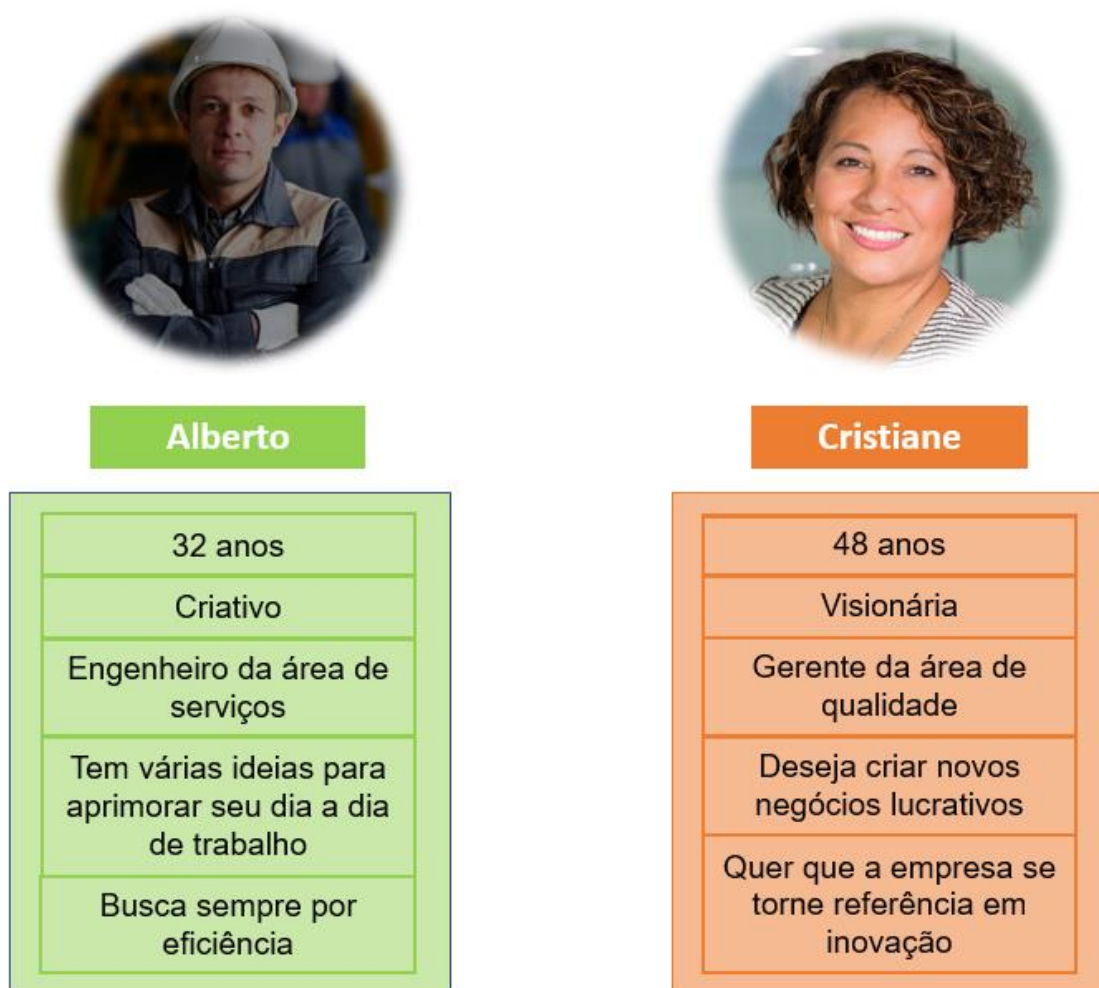 Alberto
32 anos
Criativo
Engenheiro da área de
serviços
Tem várias ideias para
aprimorar seu dia a dia
de trabalho
Busca sempre por
eficiência
Cristiane
48 anos
Visionária
Gerente da área de
qualidade
Deseja criar novos
negócios lucrativos
Quer que a empresa se
torne referência em
inovação